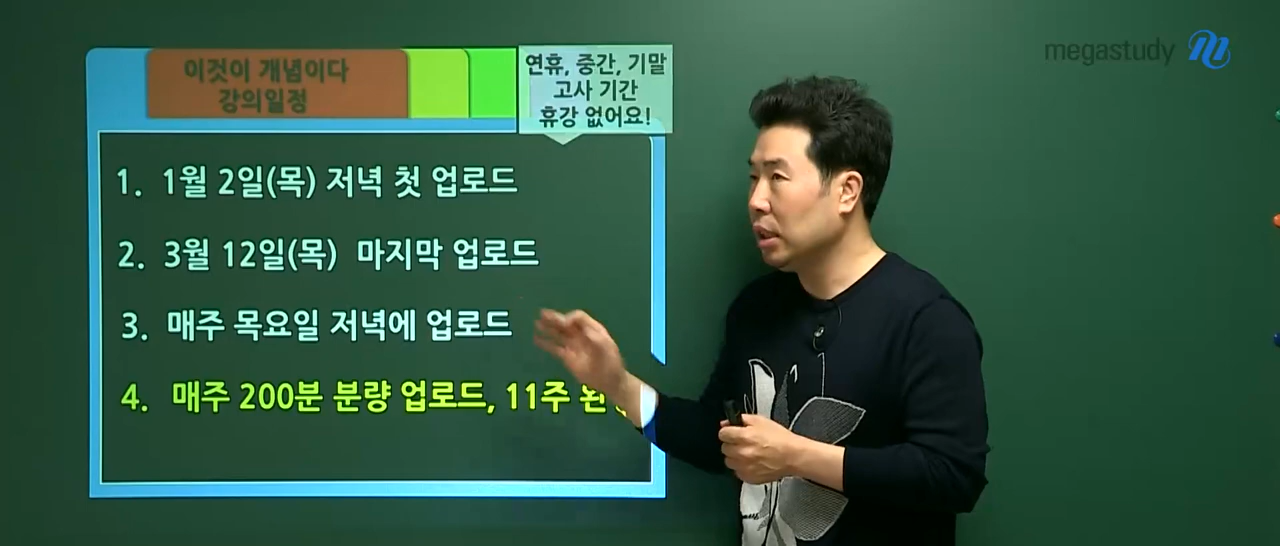 megastudy
이것이 개념이다
강의일정
연휴, 중간, 기말
고사 기간
휴강 없어요!
1. 1월 2일(목) 저녁 첫 업로드
2. 3월 12일(목) 마지막 업로드
3. 매주 목요일 저녁에 업로드
4. 매주 200분 분량 업로드, 11주